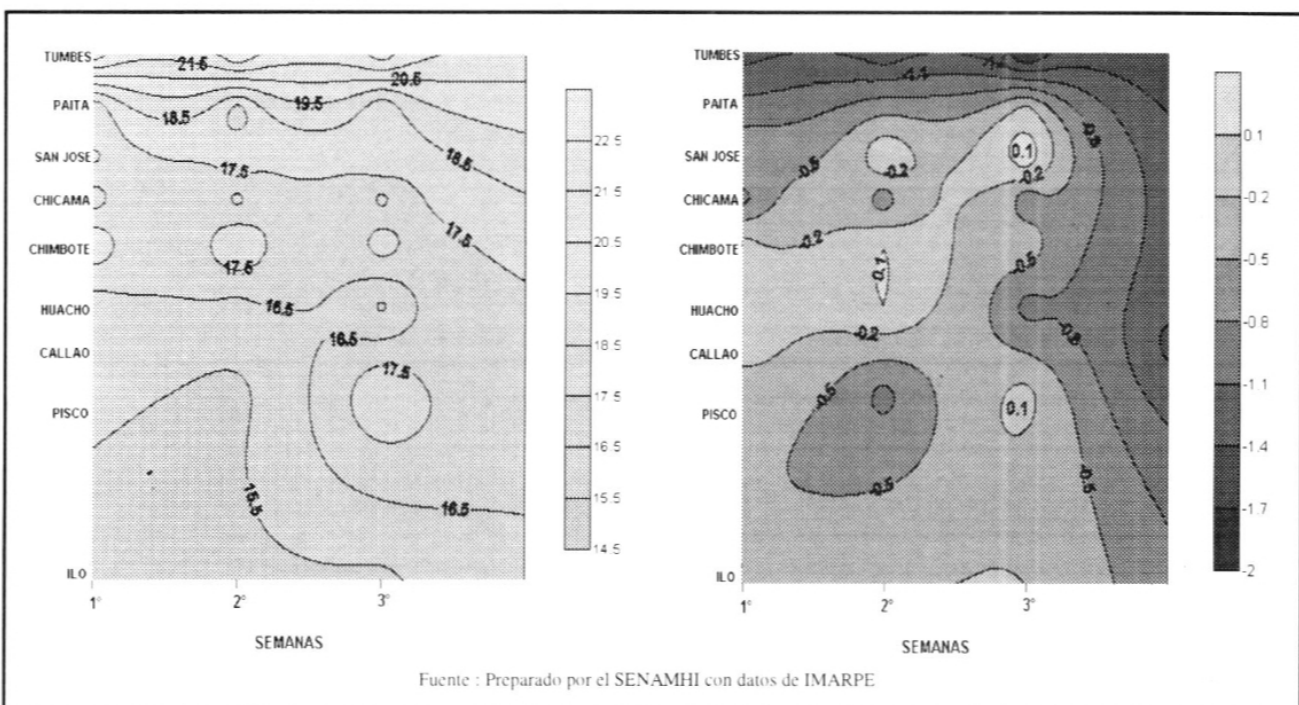 TUMBES
PAITA
SAN JOSE
CHICAMA
CHIMBOTE
HUACHO
CALLAO
PISCO
ILO
21.5
20.5
19.5
18.5
18.5
17.5
17.5
17.5
16.5
16.5
17.5
15.5
16.5
1° 2° 3°
SEMANAS
22.5
21.5
20.5
19.5
18.5
17.5
16.5
15.5
14.5
TUMBES
PAITA
SAN JOSE
CHICAMA
CHIMBOTE
HUACHO
CALLAO
PISCO
ILO
-1.1
-0.5
-0.2
0.1
-0.2
-0.2
0.1
-0.5
-0.2
-0.5
0.1
-0.5
-0.5
1° 2° 3°
SEMANAS
0.1
-0.2
-0.5
-0.8
-1.1
-1.4
-1.7
-2
Fuente : Preparado por el SENAMHI con datos de IMARPE